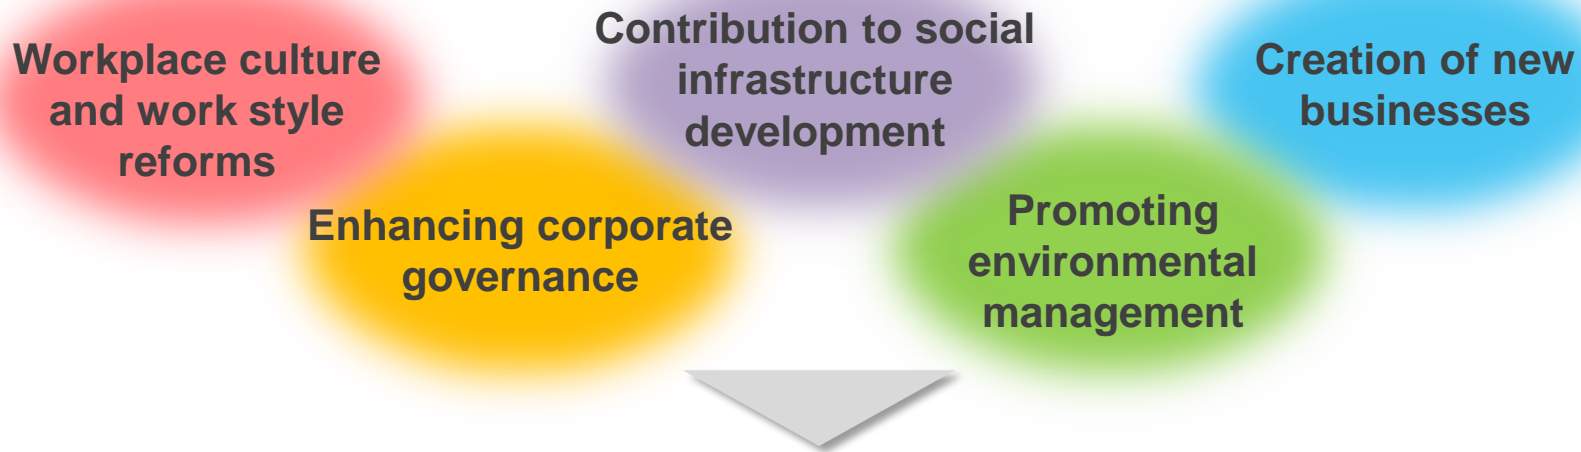 Workplace culture
and work style
reforms
Enhancing corporate
governance
Contribution to social
infrastructure
development
Promoting
environmental
management
Creation of new
businesses